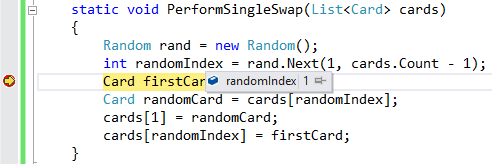 static void PerformSingleSwap(List<Card> cards)
{
Random rand = new Random();
int randomIndex = rand.Next(1, cards.Count - 1);
Card firstCar randomIndex 1
Card randomCard = cards[randomIndex];
cards[1] = randomCard;
cards[randomIndex] = firstCard;
}